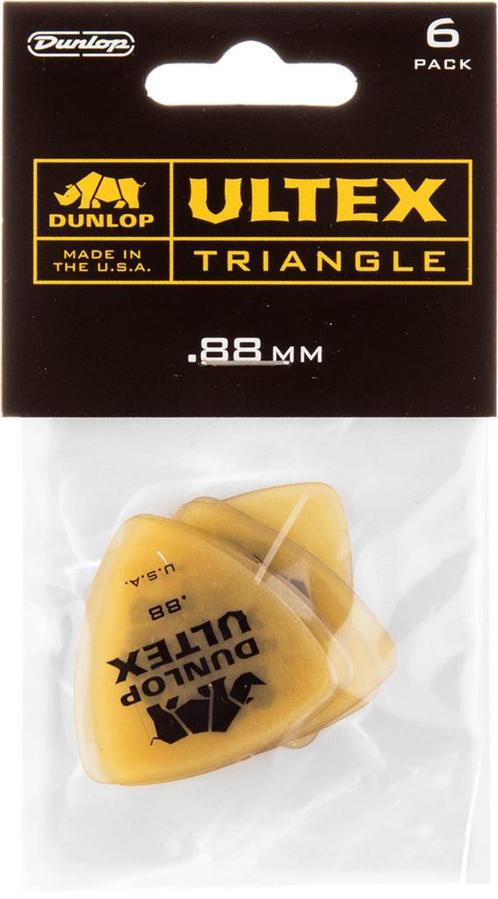 Dunlop
6
PACK
DUNLOP
ULTEX
MADE IN
THE U.S.A.
TRIANGLE
.88 MM
U.S.A.
.88
ULTEX
DUNLOP